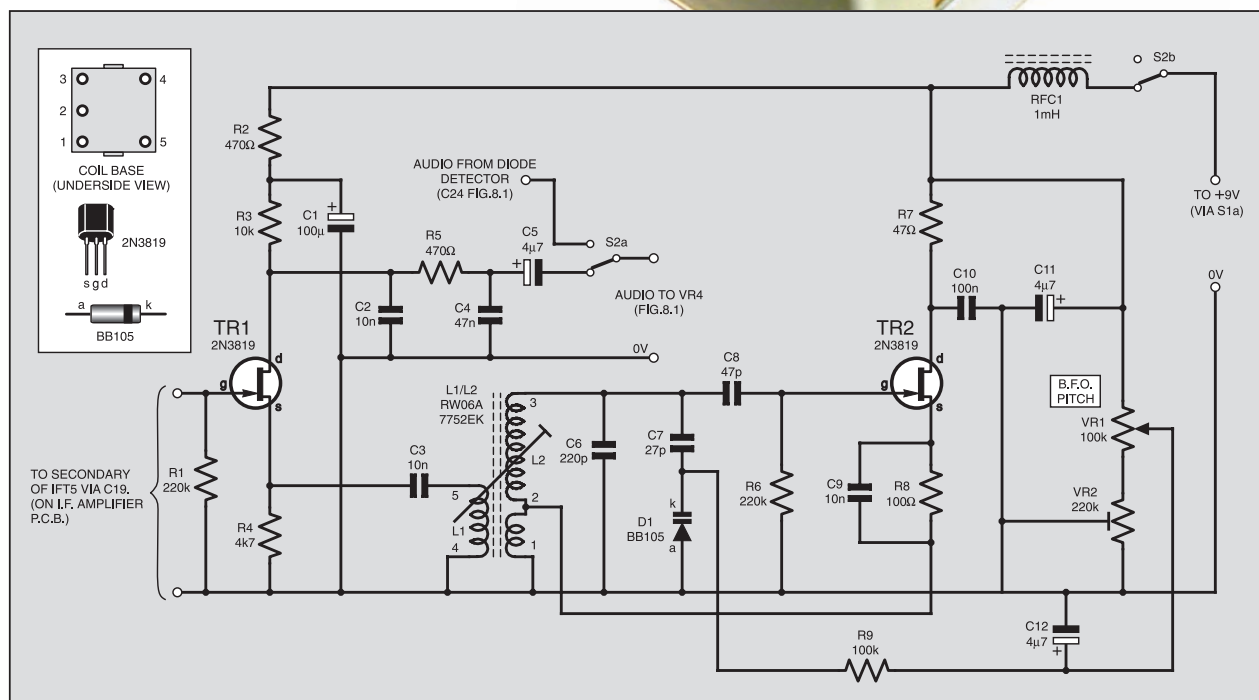 3
4
2
1
5
COIL BASE
(UNDERSIDE VIEW)
2N3819
s g d
a
k
BB105
R2
470Ω
R3
10k
C1
100µ
+
AUDIO FROM DIODE
DETECTOR
(C24 FIG.8.1)
R5
470Ω
C5
4µ7
+
S2a
C2
10n
C4
47n
AUDIO TO VR4
(FIG.8.1)
0V
TR1
2N3819
d
g
s
TO SECONDARY
OF IFT5 VIA C19.
(ON I.F. AMPLIFIER
P.C.B.)
R1
220k
R4
4k7
C3
10n
L1/L2
RW06A
7752EK
3
L2
5
2
L1
4
1
C6
220p
C7
27p
C8
47p
k
D1
BB105
a
R6
220k
TR2
2N3819
d
g
s
C9
10n
R8
100Ω
R7
47Ω
C10
100n
C11
4µ7
+
RFC1
1mH
S2b
TO +9V
(VIA S1a)
0V
B.F.O.
PITCH
VR1
100k
VR2
220k
C12
4µ7
+
R9
100k